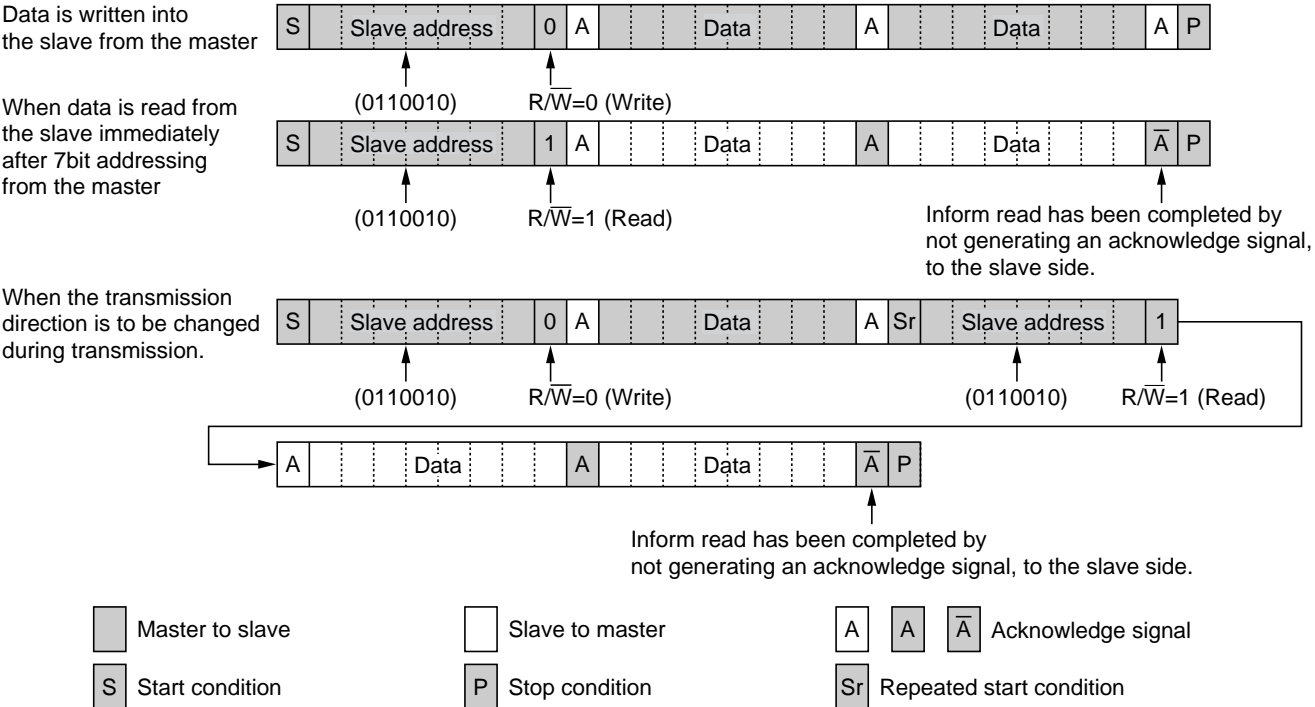 Data is written into
the slave from the master
S Slave address 0 A Data A Data A P
(0110010) R/W̅=0 (Write)
When data is read from
the slave immediately
after 7bit addressing
from the master
S Slave address 1 A Data A Data A̅ P
(0110010) R/W̅=1 (Read)
Inform read has been completed by
not generating an acknowledge signal,
to the slave side.
When the transmission
direction is to be changed
during transmission.
S Slave address 0 A Data A Sr Slave address 1
(0110010) R/W̅=0 (Write) (0110010) R/W̅=1 (Read)
A Data A Data A̅ P
Inform read has been completed by
not generating an acknowledge signal, to the slave side.
Master to slave Slave to master A A A̅ Acknowledge signal
S Start condition P Stop condition Sr Repeated start condition